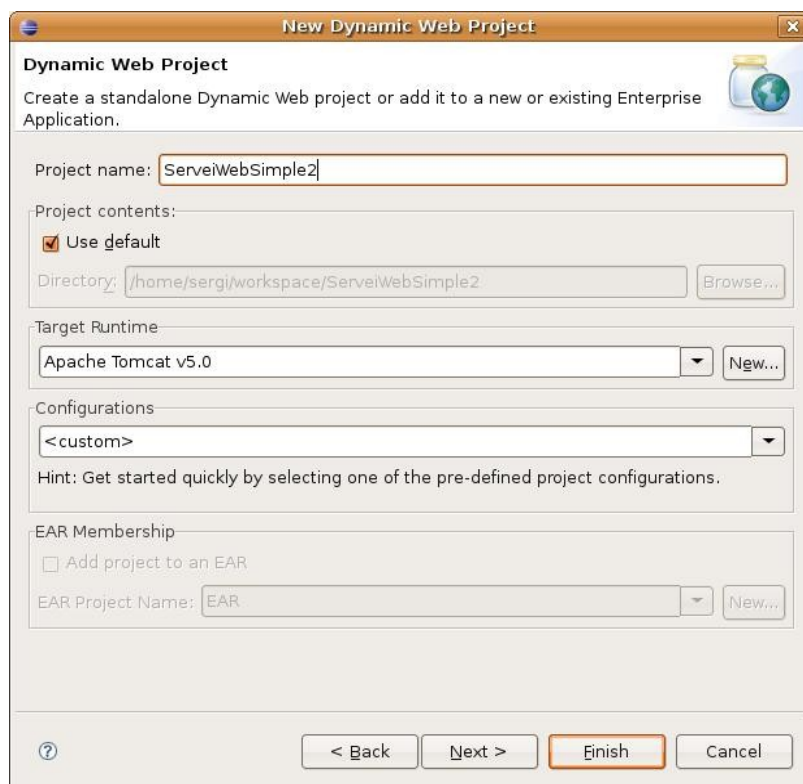 New Dynamic Web Project
Dynamic Web Project
Create a standalone Dynamic Web project or add it to a new or existing Enterprise
Application.
Project name: ServeiWebSimple2
Project contents:
Use default
Directory: /home/sergi/workspace/ServeiWebSimple2 Browse...
Target Runtime
Apache Tomcat v5.0 New...
Configurations
<custom>
Hint: Get started quickly by selecting one of the pre-defined project configurations.
EAR Membership
Add project to an EAR
EAR Project Name: EAR New...
? < Back Next > Finish Cancel